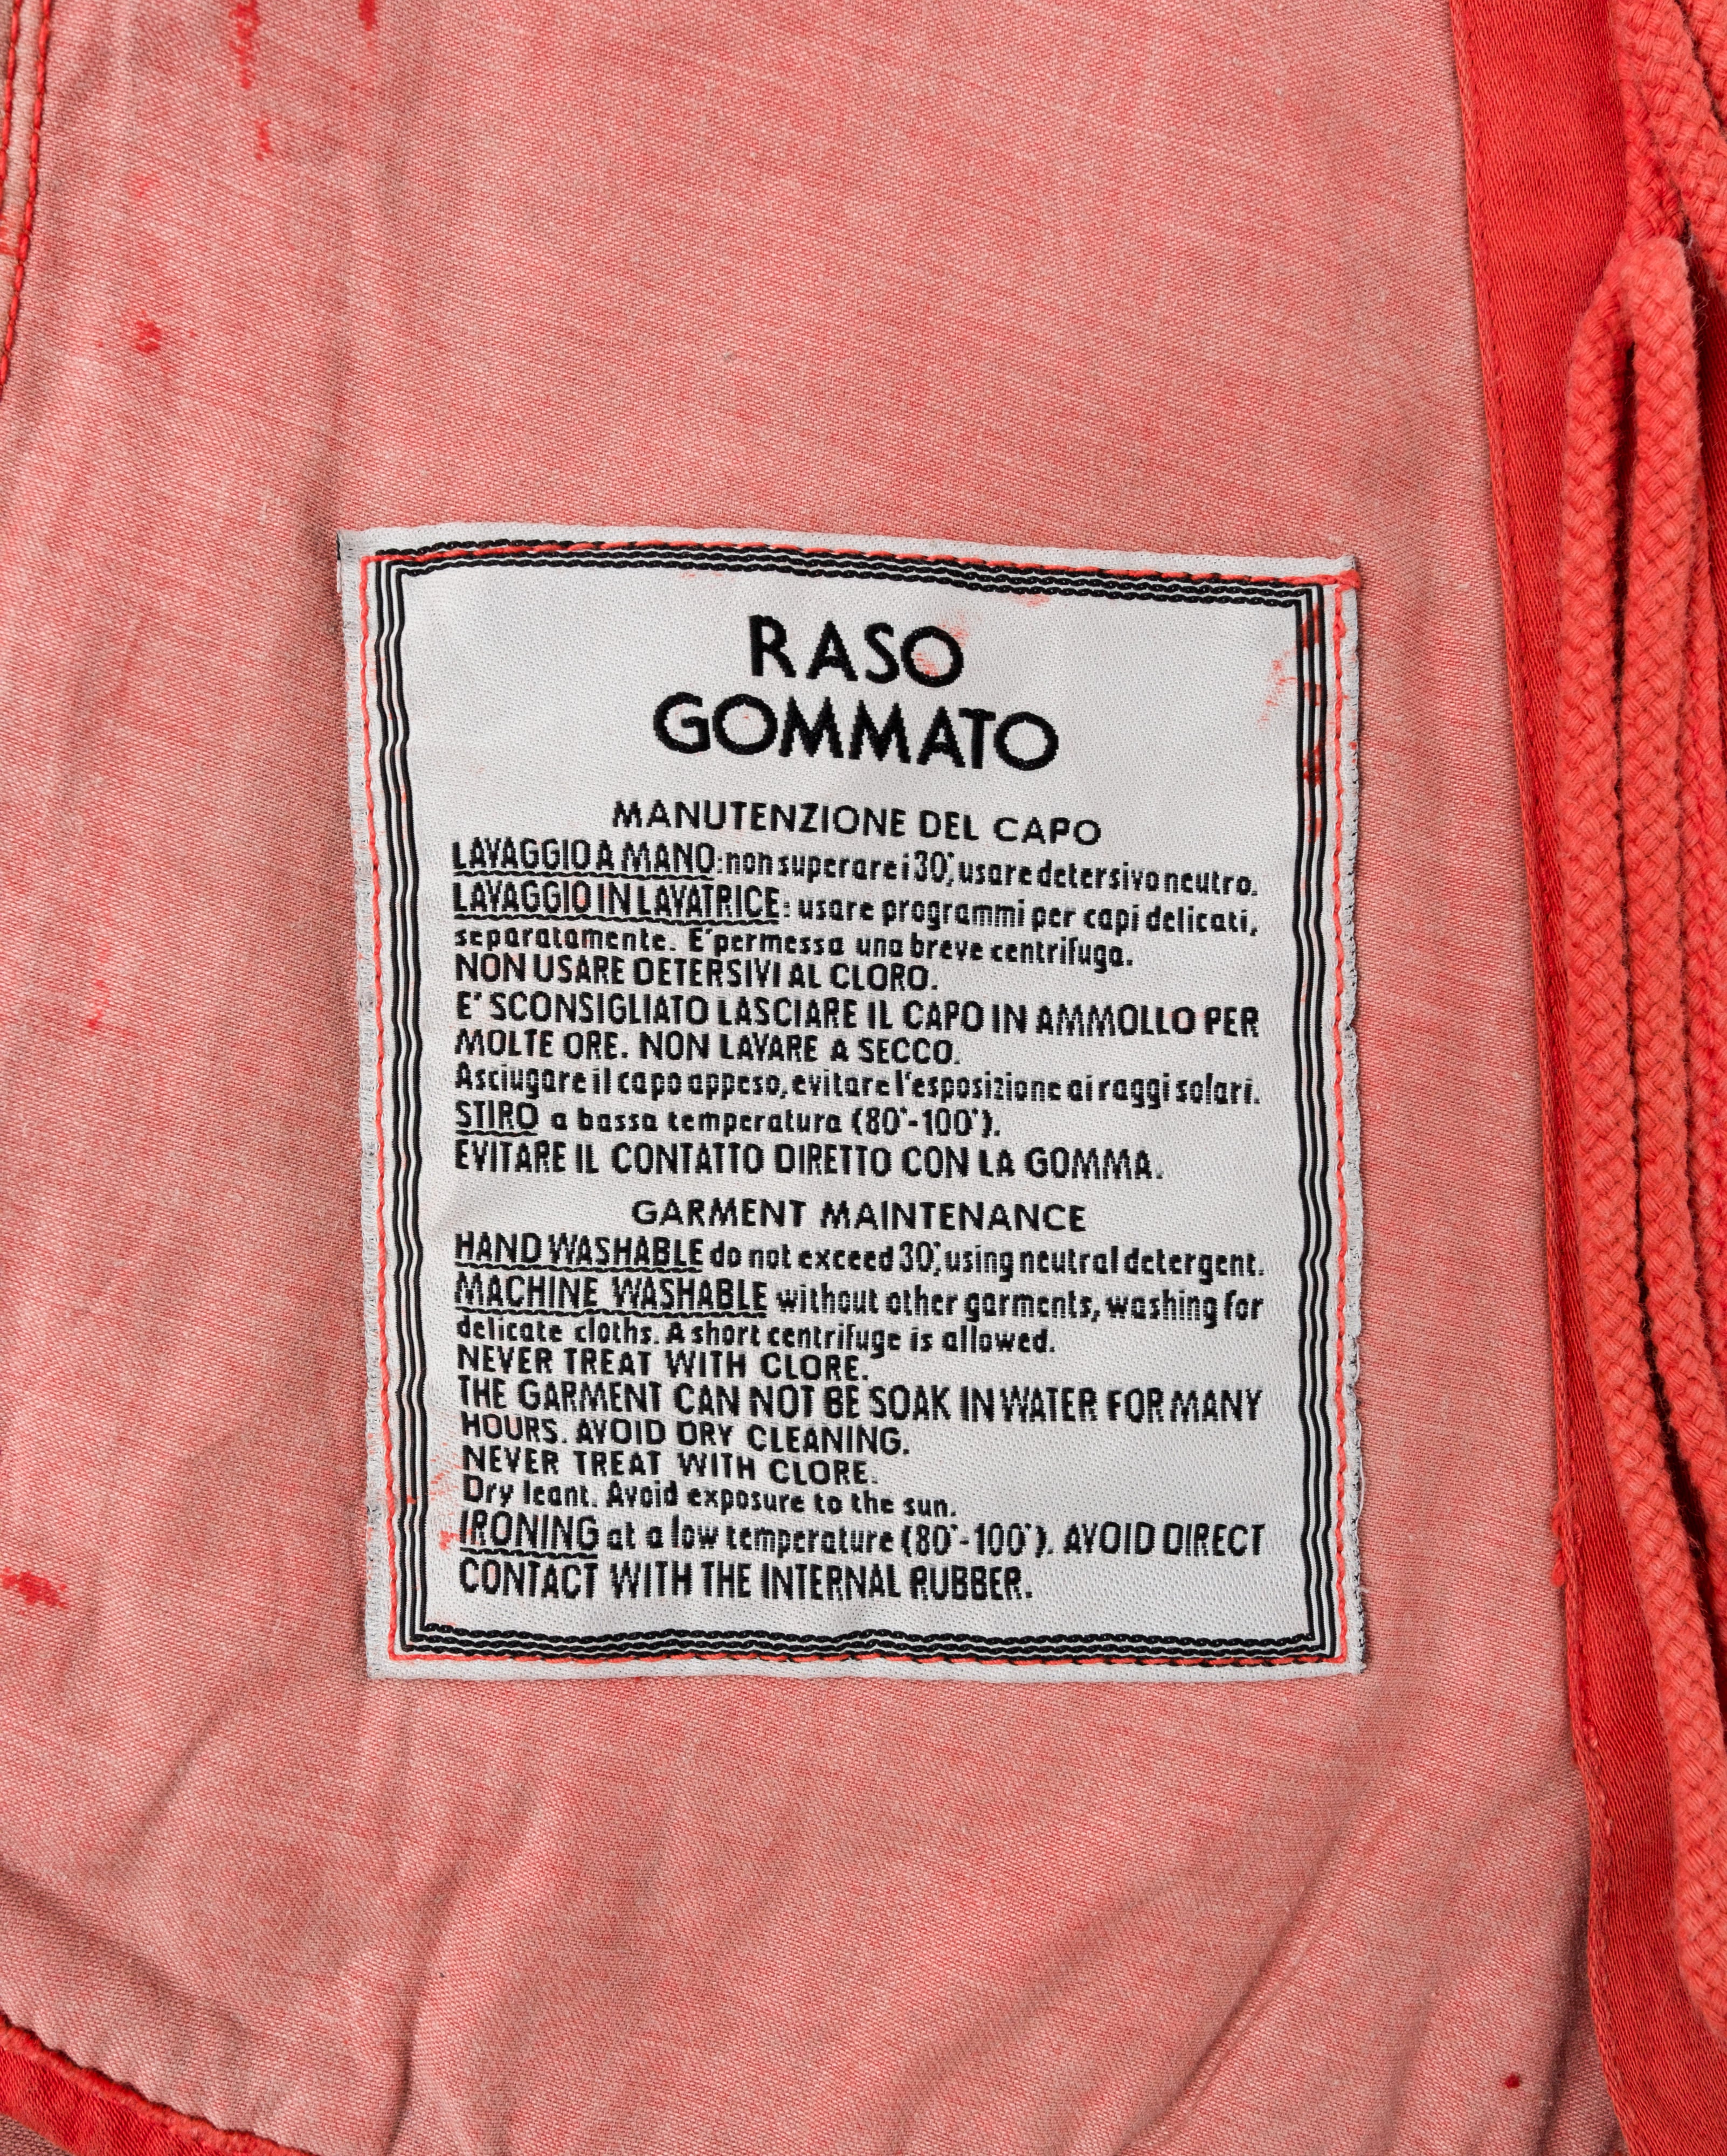 RASO
GOMMATO
MANUTENZIONE DEL CAPO
LAVAGGIO A MANO: non superare i 30°, usare detersivo neutro.
LAVAGGIO IN LAVATRICE: usare programmi per capi delicati,
separatamente. E' permessa una breve centrifuga.
NON USARE DETERSIVI AL CLORO.
E' SCONSIGLIATO LASCIARE IL CAPO IN AMMOLLO PER
MOLTE ORE. NON LAVARE A SECCO.
Asciugare il capo appeso, evitare l'esposizione ai raggi solari.
STIRO a bassa temperatura (80°-100°).
EVITARE IL CONTATTO DIRETTO CON LA GOMMA.
GARMENT MAINTENANCE
HAND WASHABLE do not exceed 30°, using neutral detergent.
MACHINE WASHABLE without other garments, washing for
delicate cloths. A short centrifuge is allowed.
NEVER TREAT WITH CLORE.
THE GARMENT CAN NOT BE SOAK IN WATER FOR MANY
HOURS. AVOID DRY CLEANING.
NEVER TREAT WITH CLORE.
Dry leant. Avoid exposure to the sun.
IRONING at a low temperature (80°-100°). AVOID DIRECT
CONTACT WITH THE INTERNAL RUBBER.